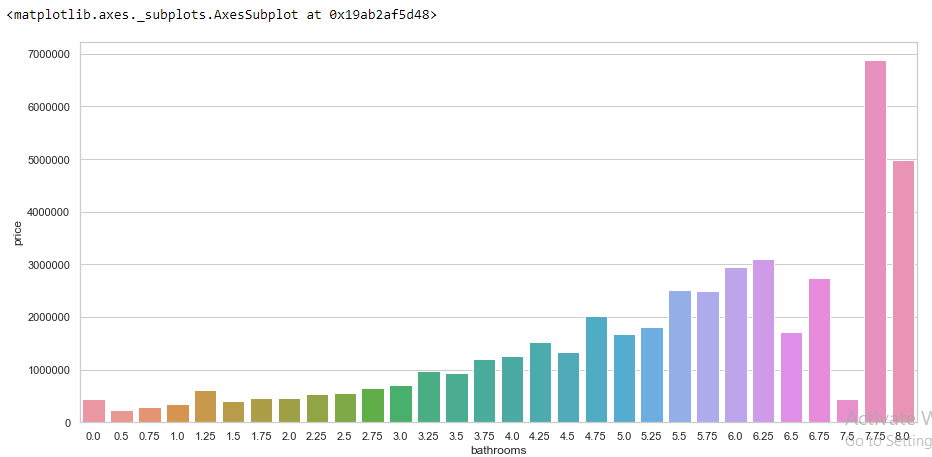 <matplotlib.axes._subplots.AxesSubplot at 0x19ab2af5d48>
7000000
6000000
5000000
4000000
3000000
2000000
1000000
0
price
0.0 0.5 0.75 1.0 1.25 1.5 1.75 2.0 2.25 2.5 2.75 3.0 3.25 3.5 3.75 4.0 4.25 4.5 4.75 5.0 5.25 5.5 5.75 6.0 6.25 6.5 6.75 7.5 7.75 8.0
bathrooms
Activate W
Go to Setting